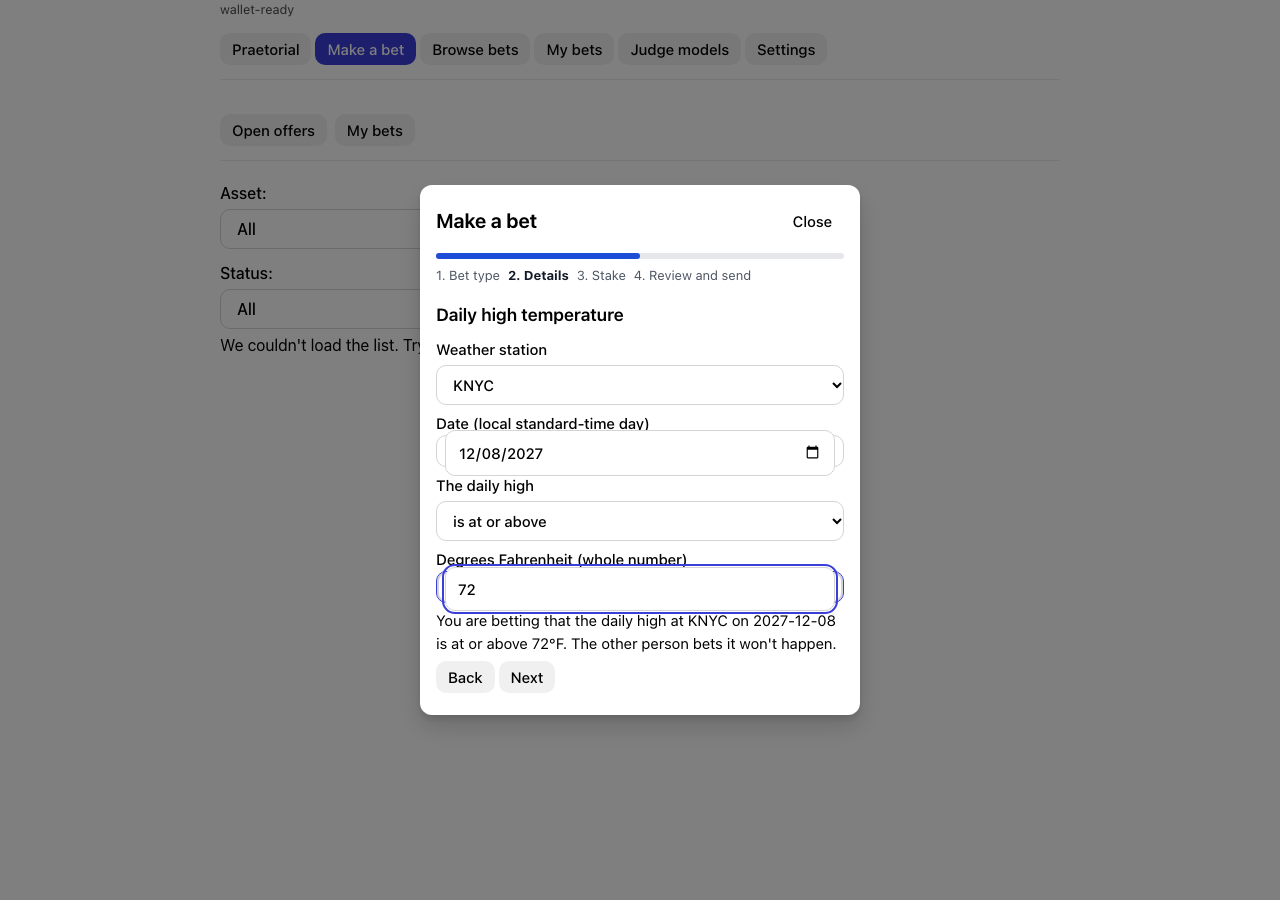 wallet-ready
Praetorial Make a bet Browse bets My bets Judge models Settings
Open offers My bets
Asset:
All
Status:
All
We couldn't load the list. Try
Make a bet Close
1. Bet type 2. Details 3. Stake 4. Review and send
Daily high temperature
Weather station
KNYC
Date (local standard-time day)
12/08/2027
The daily high
is at or above
Degrees Fahrenheit (whole number)
72
You are betting that the daily high at KNYC on 2027-12-08
is at or above 72°F. The other person bets it won't happen.
Back Next